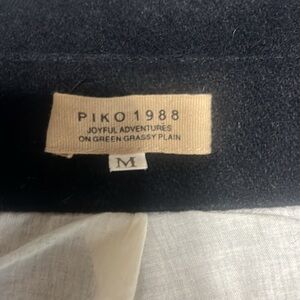 PIKO 1988
JOYFUL ADVENTURES
ON GREEN GRASSY PLAIN
M